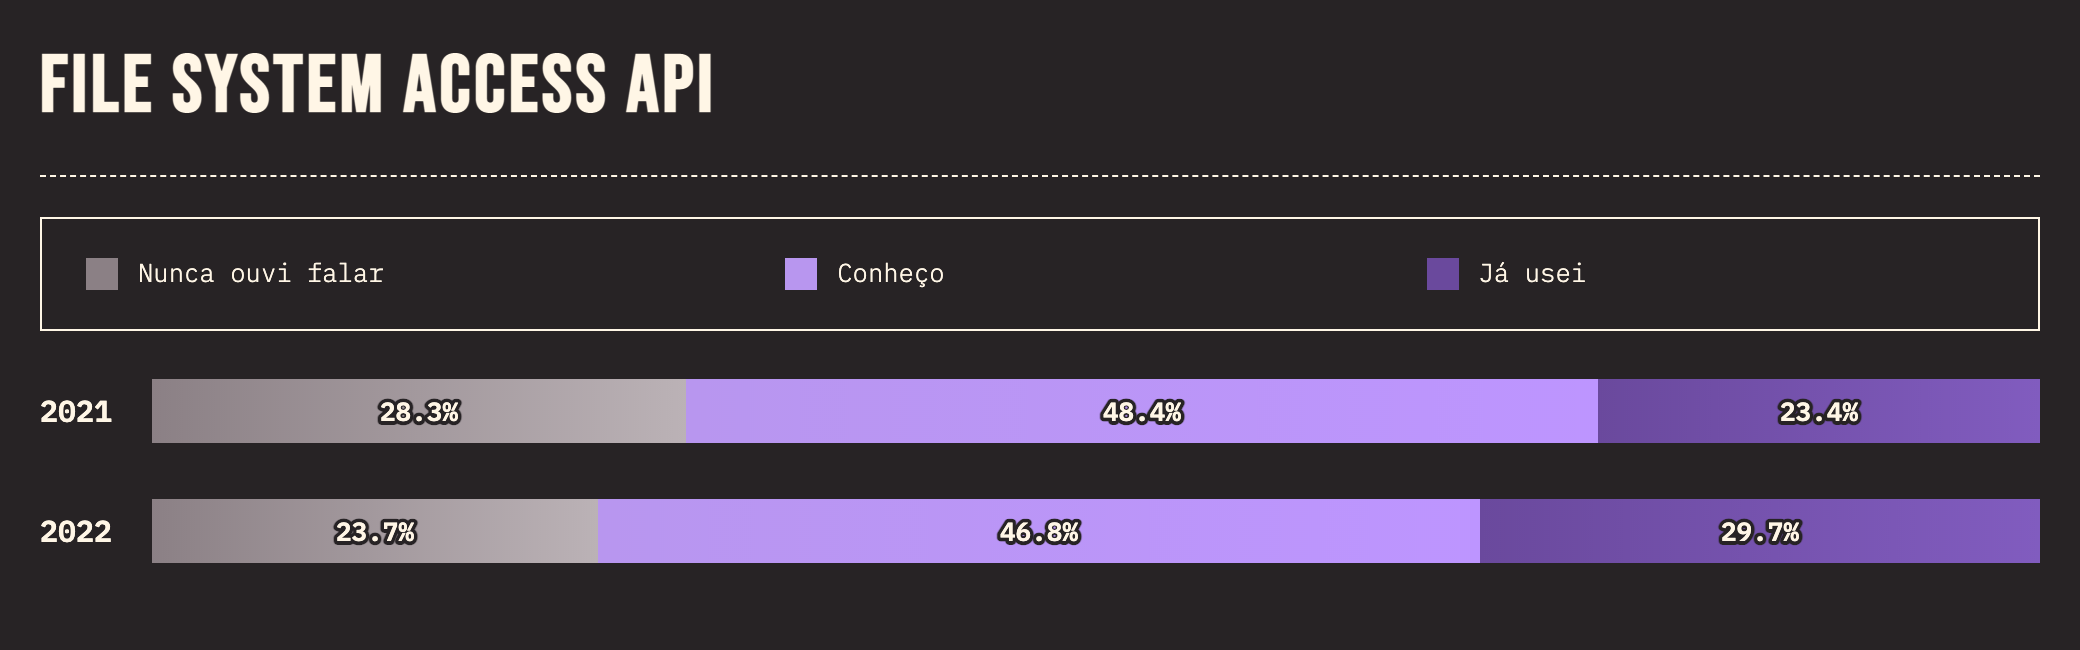 FILE SYSTEM ACCESS API
Nunca ouvi falar Conheço Já usei
2021 28.3% 48.4% 23.4%
2022 23.7% 46.8% 29.7%